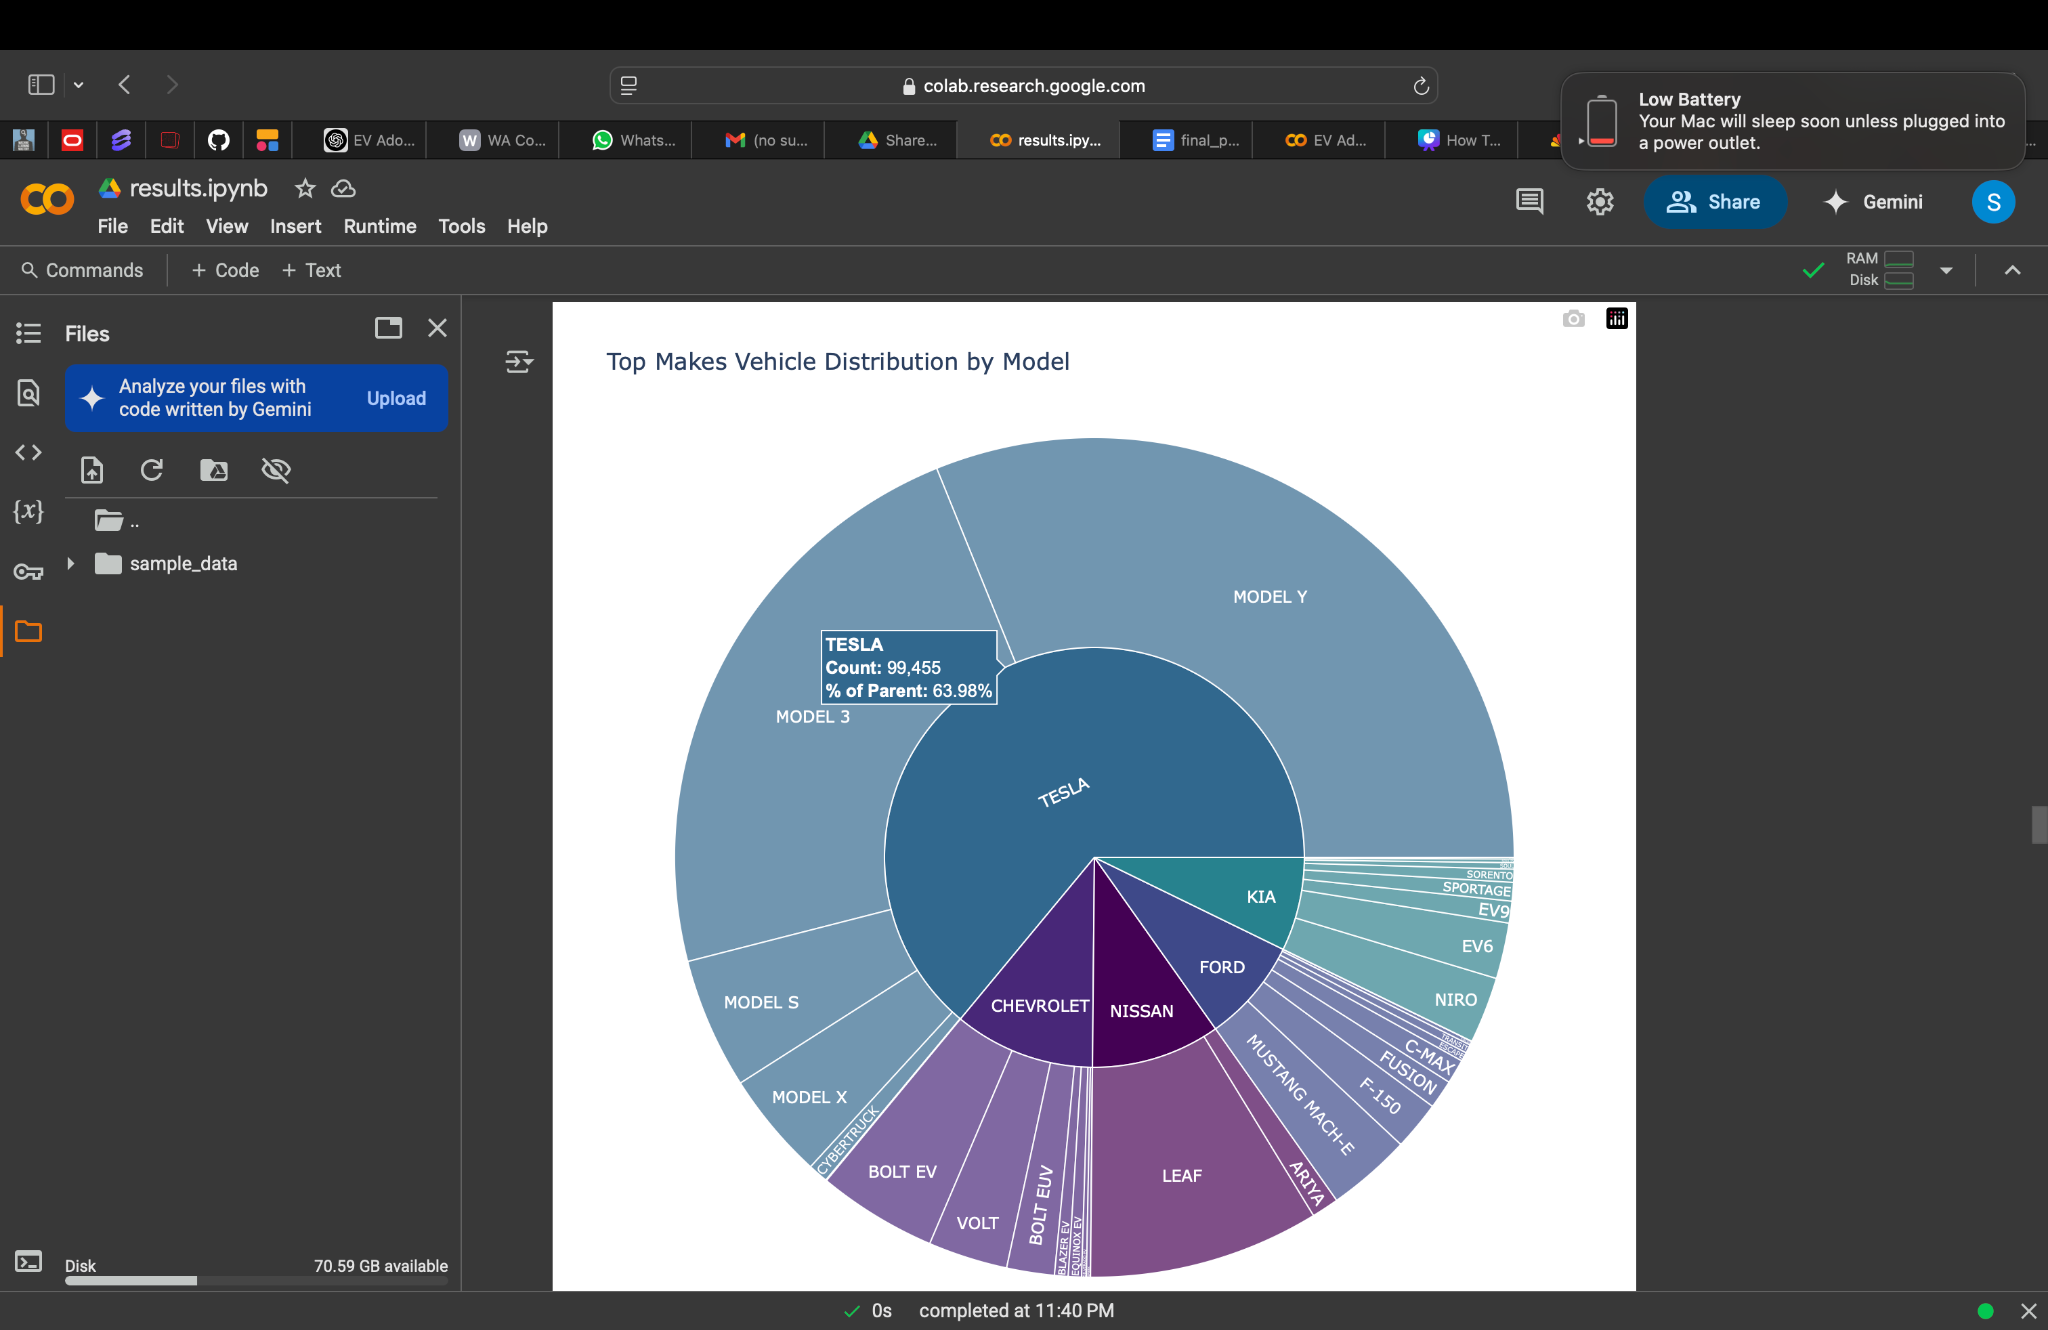 colab.research.google.com
Low Battery
Your Mac will sleep soon unless plugged into
a power outlet.
EV Ado...
W
WA Co...
Whats...
(no su...
Share...
results.ipy...
final_p...
EV Ad...
How T...
results.ipynb
File Edit View Insert Runtime Tools Help
Share
Gemini
S
Commands
+ Code + Text
RAM
Disk
Files
Analyze your files with
code written by Gemini
Upload
{x}
..
sample_data
Disk
70.59 GB available
Top Makes Vehicle Distribution by Model
MODEL Y
TESLA
Count: 99,455
% of Parent: 63.98%
MODEL 3
TESLA
SORENTO
SPORTAGE
EV9
EV6
NIRO
KIA
FORD
CHEVROLET
NISSAN
MODEL S
MODEL X
CYBERTRUCK
BOLT EV
VOLT
BOLT EUV
BLAZER EV
EQUINOX EV
LEAF
ARIYA
MUSTANG MACH-E
F-150
FUSION
C-MAX
ESCAPE
TRANSIT
0s completed at 11:40 PM